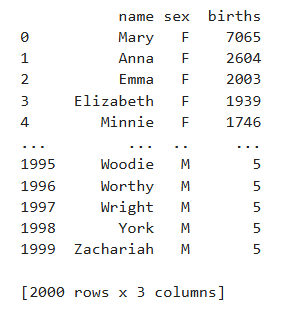 name sex births
0 Mary F 7065
1 Anna F 2604
2 Emma F 2003
3 Elizabeth F 1939
4 Minnie F 1746
... ... .. ...
1995 Woodie M 5
1996 Worthy M 5
1997 Wright M 5
1998 York M 5
1999 Zachariah M 5
[2000 rows x 3 columns]